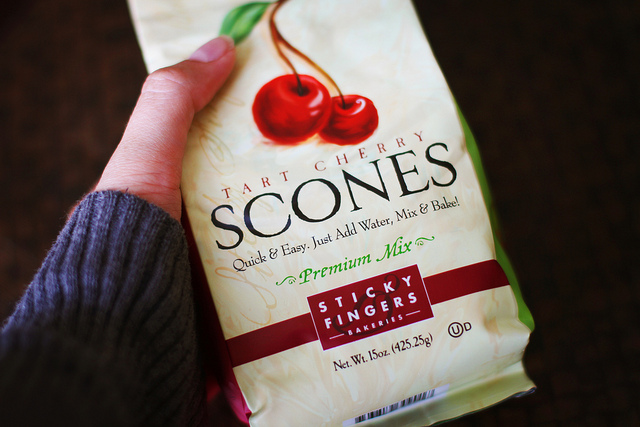 TART CHERRY
SCONES
Quick & Easy. Just Add Water, Mix & Bake!
Premium Mix
STICKY
FINGERS
BAKERIES
Net. Wt. 15oz. (425.25g)
U D